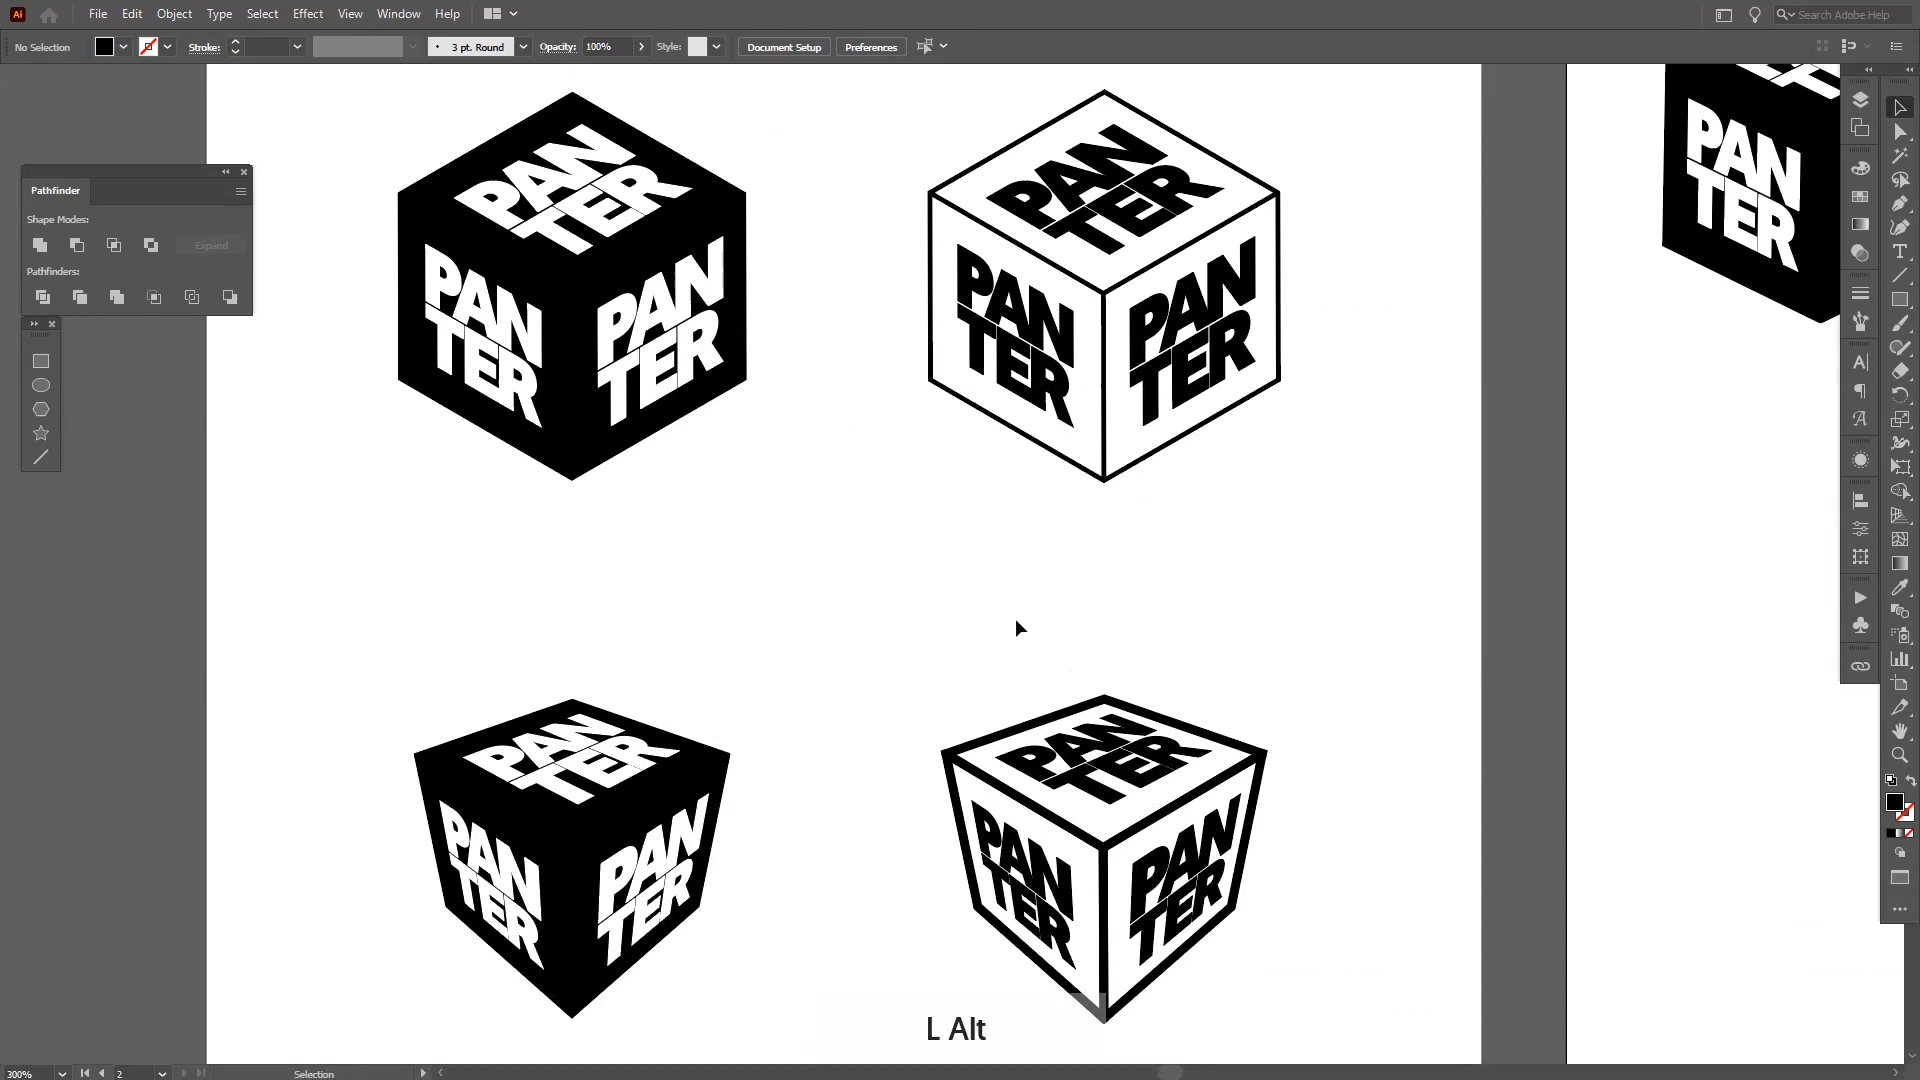 Ai File Edit Object Type Select Effect View Window Help Search Adobe Help
No Selection Stroke: 3 pt. Round Opacity: 100% Style: Document Setup Preferences
Pathfinder
Shape Modes:
Expand
Pathfinders:
PAN
TER
PAN
TER
PAN
TER
PAN
TER
PAN
TER
PAN
TER
PAN
TER
PAN
TER
PAN
TER
PAN
TER
PAN
TER
PAN
TER
PAN
TER
L Alt
300% 2 Selection